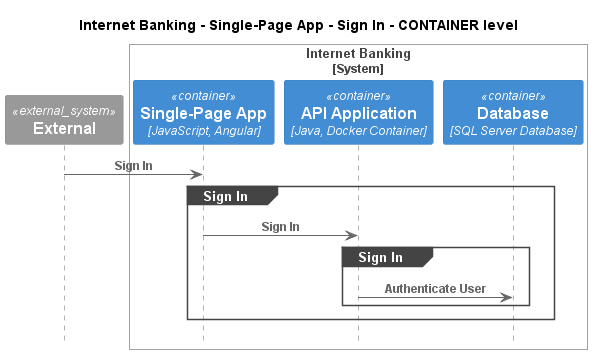 Internet Banking - Single-Page App - Sign In - CONTAINER level
Internet Banking
[System]
«external_system»
External
«container»
Single-Page App
[JavaScript, Angular]
«container»
API Application
[Java, Docker Container]
«container»
Database
[SQL Server Database]
Sign In
Sign In
Sign In
Sign In
Authenticate User